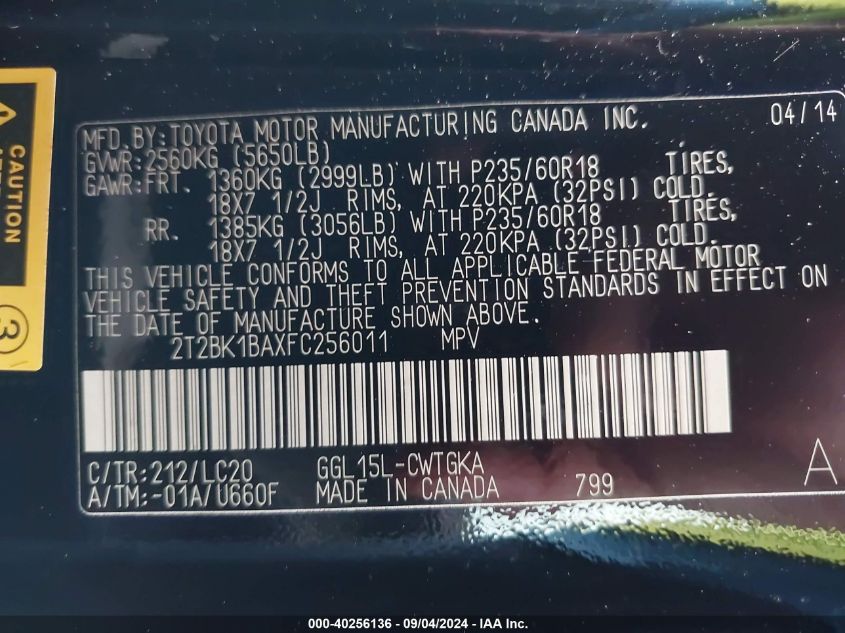 MFD. BY: TOYOTA MOTOR MANUFACTURING CANADA INC. 04/14
GVWR: 2560KG (5650LB)
GAWR: FRT. 1360KG (2999LB) WITH P235/60R18 TIRES,
18X7 1/2J RIMS, AT 220KPA (32PSI) COLD.
RR. 1385KG (3056LB) WITH P235/60R18 TIRES,
18X7 1/2J RIMS, AT 220KPA (32PSI) COLD.
THIS VEHICLE CONFORMS TO ALL APPLICABLE FEDERAL MOTOR
VEHICLE SAFETY AND THEFT PREVENTION STANDARDS IN EFFECT ON
THE DATE OF MANUFACTURE SHOWN ABOVE.
2T2BK1BAXFC256011 MPV
C/TR: 212/LC20 GGL15L-CWTGKA A
A/TM: -01A/U660F MADE IN CANADA 799
CAUTION
3
000-40256136 - 09/04/2024 - IAA Inc.